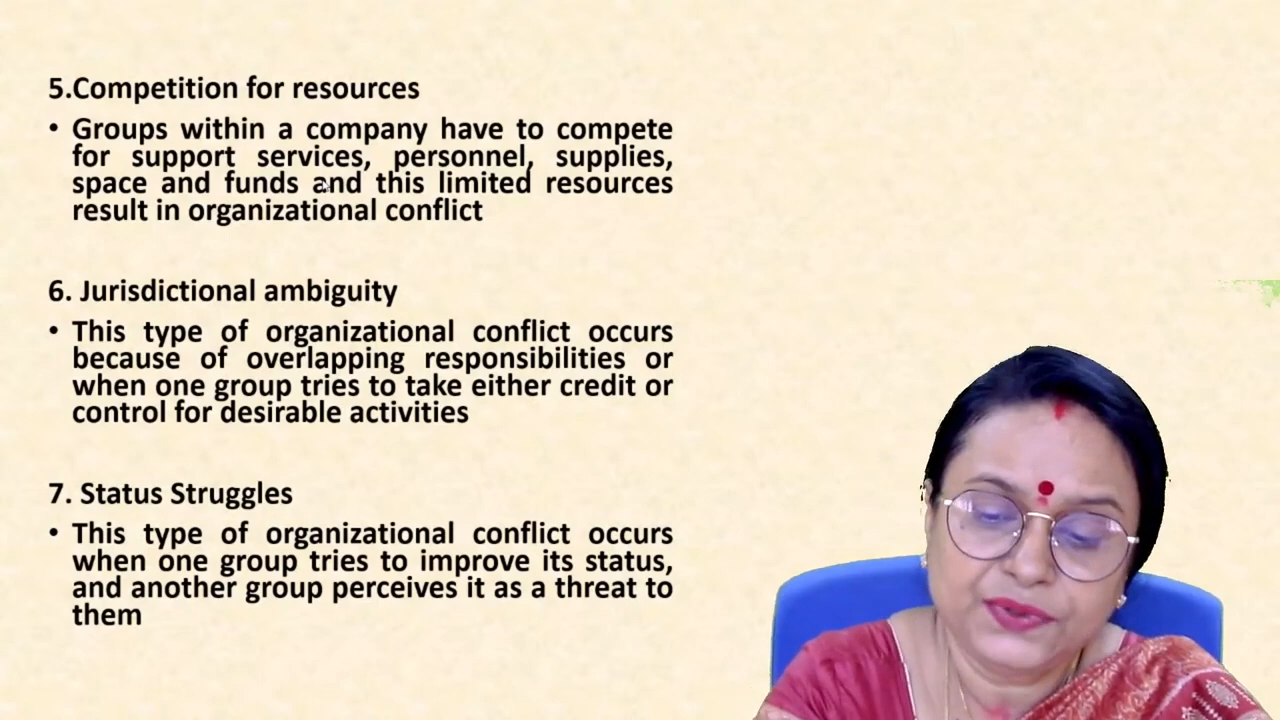 5.Competition for resources
• Groups within a company have to compete
for support services, personnel, supplies,
space and funds and this limited resources
result in organizational conflict
6. Jurisdictional ambiguity
• This type of organizational conflict occurs
because of overlapping responsibilities or
when one group tries to take either credit or
control for desirable activities
7. Status Struggles
• This type of organizational conflict occurs
when one group tries to improve its status,
and another group perceives it as a threat to
them